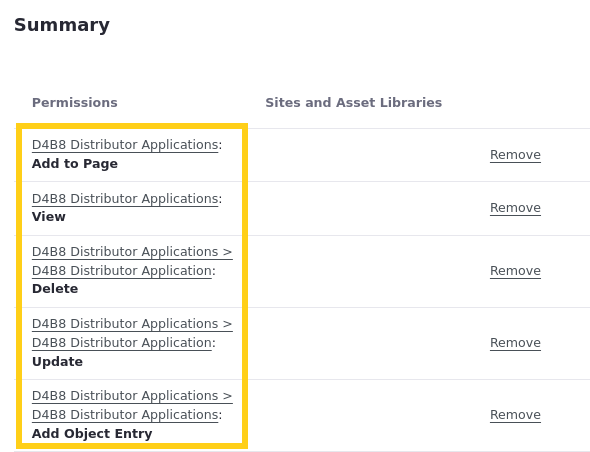 Summary
Permissions Sites and Asset Libraries
D4B8 Distributor Applications:
Add to Page
Remove
D4B8 Distributor Applications:
View
Remove
D4B8 Distributor Applications >
D4B8 Distributor Application:
Delete
Remove
D4B8 Distributor Applications >
D4B8 Distributor Application:
Update
Remove
D4B8 Distributor Applications >
D4B8 Distributor Applications:
Add Object Entry
Remove